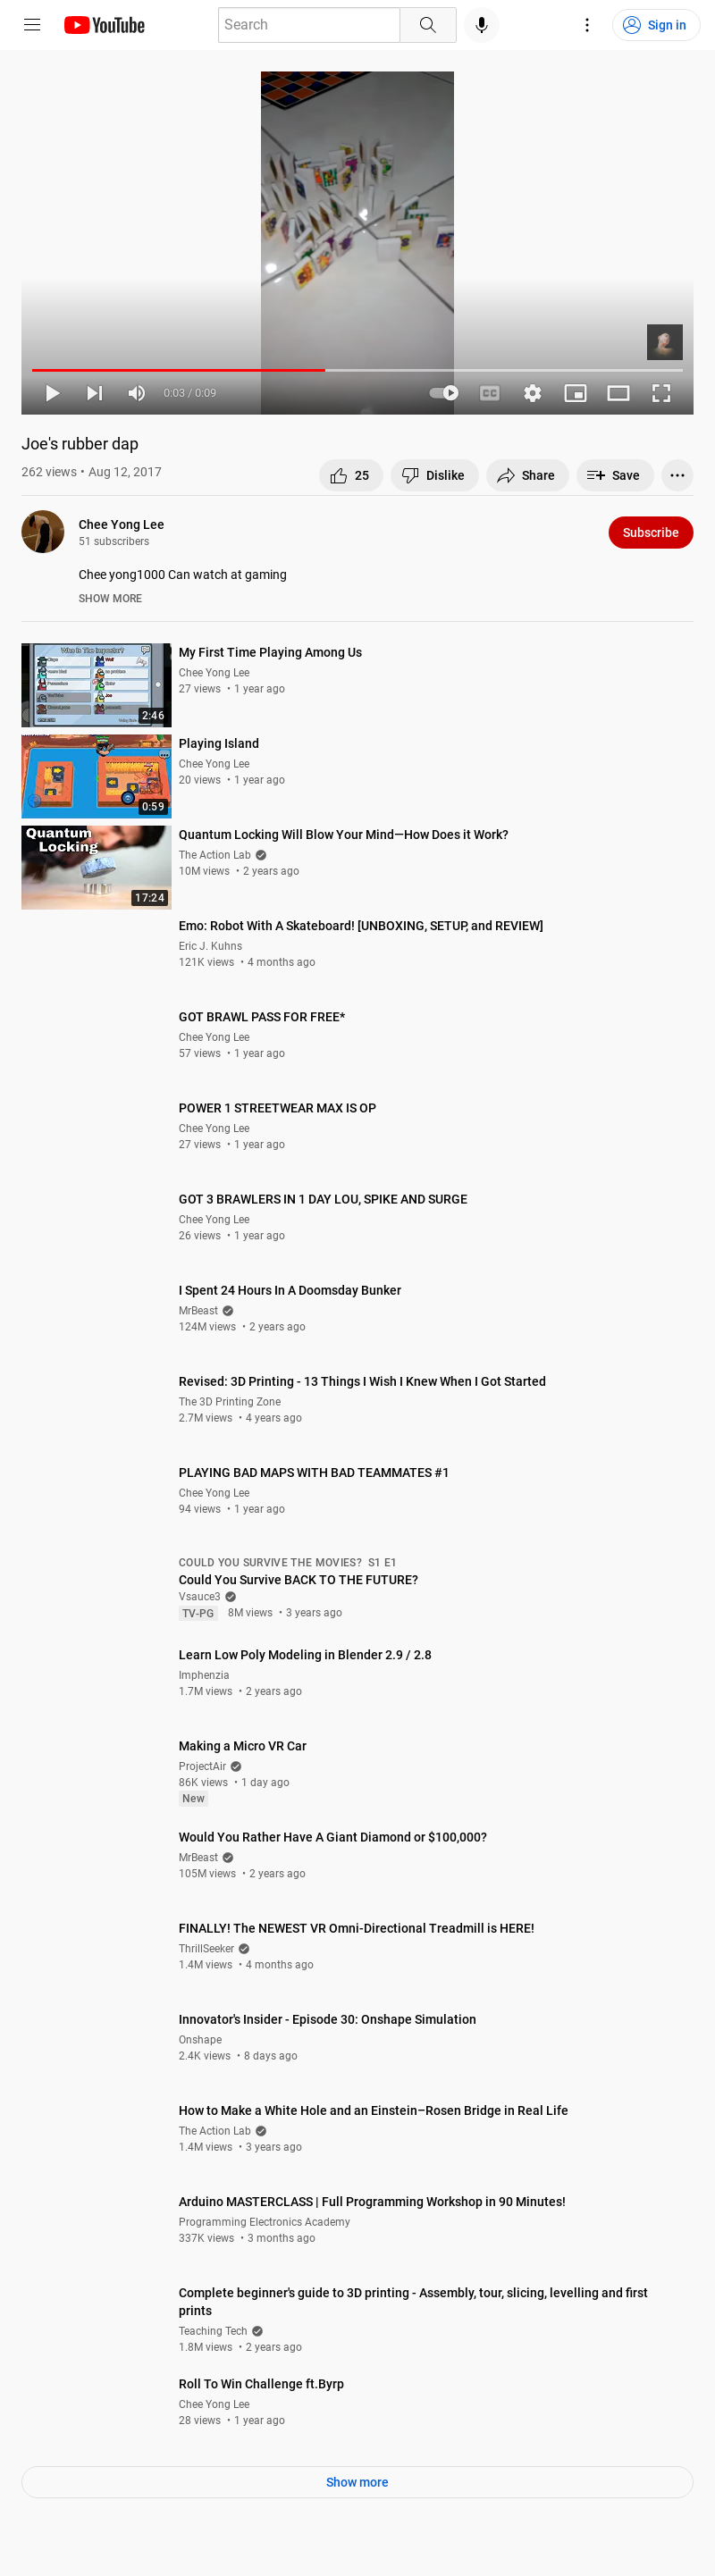 YouTube
Search
Sign in
0:03 / 0:09
CC
Joe's rubber dap
262 views • Aug 12, 2017
25
Dislike
Share
Save
Chee Yong Lee
51 subscribers
Subscribe
Chee yong1000 Can watch at gaming
SHOW MORE
Who Is The Impostor?
2:46
My First Time Playing Among Us
Chee Yong Lee
27 views • 1 year ago
0:59
Playing Island
Chee Yong Lee
20 views • 1 year ago
Quantum
Locking
17:24
Quantum Locking Will Blow Your Mind—How Does it Work?
The Action Lab
10M views • 2 years ago
Emo: Robot With A Skateboard! [UNBOXING, SETUP, and REVIEW]
Eric J. Kuhns
121K views • 4 months ago
GOT BRAWL PASS FOR FREE*
Chee Yong Lee
57 views • 1 year ago
POWER 1 STREETWEAR MAX IS OP
Chee Yong Lee
27 views • 1 year ago
GOT 3 BRAWLERS IN 1 DAY LOU, SPIKE AND SURGE
Chee Yong Lee
26 views • 1 year ago
I Spent 24 Hours In A Doomsday Bunker
MrBeast
124M views • 2 years ago
Revised: 3D Printing - 13 Things I Wish I Knew When I Got Started
The 3D Printing Zone
2.7M views • 4 years ago
PLAYING BAD MAPS WITH BAD TEAMMATES #1
Chee Yong Lee
94 views • 1 year ago
COULD YOU SURVIVE THE MOVIES? S1 E1
Could You Survive BACK TO THE FUTURE?
Vsauce3
TV-PG 8M views • 3 years ago
Learn Low Poly Modeling in Blender 2.9 / 2.8
Imphenzia
1.7M views • 2 years ago
Making a Micro VR Car
ProjectAir
86K views • 1 day ago
New
Would You Rather Have A Giant Diamond or $100,000?
MrBeast
105M views • 2 years ago
FINALLY! The NEWEST VR Omni-Directional Treadmill is HERE!
ThrillSeeker
1.4M views • 4 months ago
Innovator's Insider - Episode 30: Onshape Simulation
Onshape
2.4K views • 8 days ago
How to Make a White Hole and an Einstein–Rosen Bridge in Real Life
The Action Lab
1.4M views • 3 years ago
Arduino MASTERCLASS | Full Programming Workshop in 90 Minutes!
Programming Electronics Academy
337K views • 3 months ago
Complete beginner's guide to 3D printing - Assembly, tour, slicing, levelling and first
prints
Teaching Tech
1.8M views • 2 years ago
Roll To Win Challenge ft.Byrp
Chee Yong Lee
28 views • 1 year ago
Show more